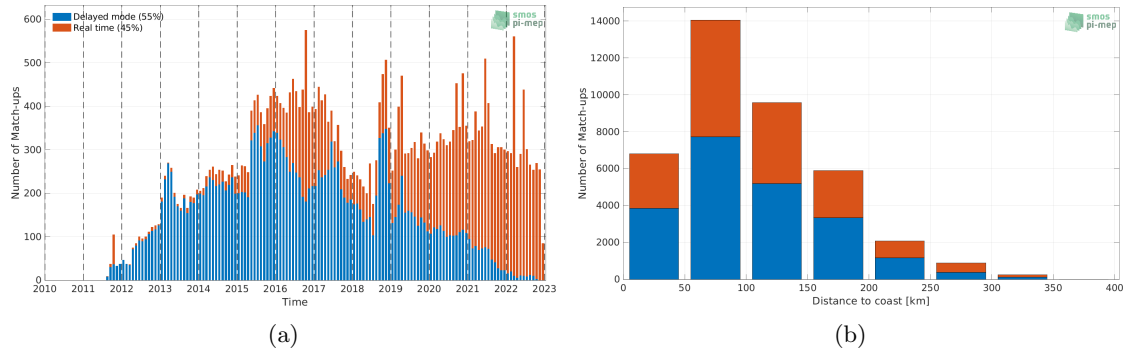 Delayed mode (55%)
Real time (45%)
smos
pi-mep
600
500
400
300
200
100
0
Number of Match-ups
2010 2011 2012 2013 2014 2015 2016 2017 2018 2019 2020 2021 2022 2023
Time
(a)
smos
pi-mep
14000
12000
10000
8000
6000
4000
2000
0
Number of Match-ups
0 50 100 150 200 250 300 350 400
Distance to coast [km]
(b)